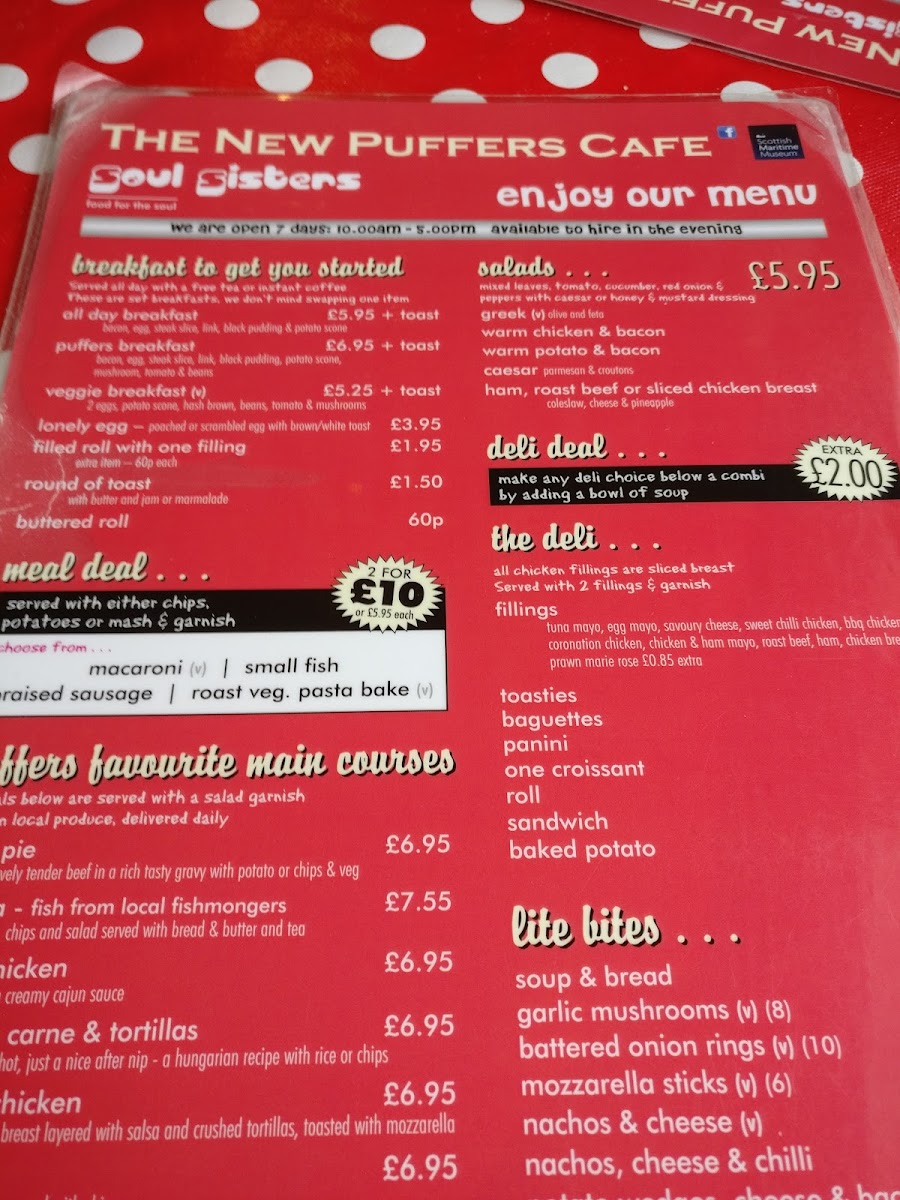 NEW PUFFE
Sisters
THE NEW PUFFERS CAFE
f
Scottish
Maritime
Museum
Soul Sisters
food for the soul
enjoy our menu
we are open 7 days: 10.00am - 5.00pm available to hire in the evening
breakfast to get you started
Served all day with a free tea or instant coffee
These are set breakfasts, we don't mind swapping one item
all day breakfast £5.95 + toast
bacon, egg, steak slice, link, black pudding & potato scone
puffers breakfast £6.95 + toast
bacon, egg, steak slice, link, black pudding, potato scone,
mushroom, tomato & beans
veggie breakfast (v) £5.25 + toast
2 eggs, potato scone, hash brown, beans, tomato & mushrooms
lonely egg – poached or scrambled egg with brown/white toast £3.95
filled roll with one filling £1.95
extra item – 60p each
round of toast £1.50
with butter and jam or marmalade
buttered roll 60p
meal deal . . .
2 FOR
£10
or £5.95 each
served with either chips,
potatoes or mash & garnish
choose from . . .
macaroni (v) | small fish
raised sausage | roast veg. pasta bake (v)
ffers favourite main courses
als below are served with a salad garnish
n local produce, delivered daily
pie £6.95
vely tender beef in a rich tasty gravy with potato or chips & veg
a - fish from local fishmongers £7.55
chips and salad served with bread & butter and tea
hicken £6.95
creamy cajun sauce
carne & tortillas £6.95
hot, just a nice after nip - a hungarian recipe with rice or chips
chicken £6.95
breast layered with salsa and crushed tortillas, toasted with mozzarella
£6.95
salads . . . £5.95
mixed leaves, tomato, cucumber, red onion &
peppers with caesar or honey & mustard dressing
greek (v) olive and feta
warm chicken & bacon
warm potato & bacon
caesar parmesan & croutons
ham, roast beef or sliced chicken breast
coleslaw, cheese & pineapple
deli deal . . .
EXTRA
£2.00
make any deli choice below a combi
by adding a bowl of soup
the deli . . .
all chicken fillings are sliced breast
Served with 2 fillings & garnish
fillings
tuna mayo, egg mayo, savoury cheese, sweet chilli chicken, bbq chicken
coronation chicken, chicken & ham mayo, roast beef, ham, chicken bre
prawn marie rose £0.85 extra
toasties
baguettes
panini
one croissant
roll
sandwich
baked potato
lite bites . . .
soup & bread
garlic mushrooms (v) (8)
battered onion rings (v) (10)
mozzarella sticks (v) (6)
nachos & cheese (v)
nachos, cheese & chilli
potato wedges, cheese & bac